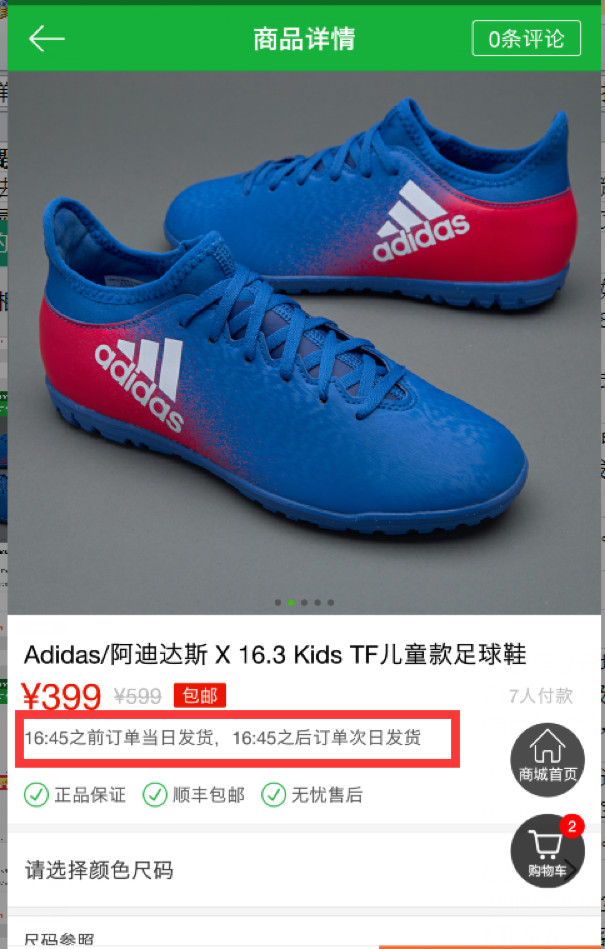 商品详情
0条评论
adidas
adidas
Adidas/阿迪达斯 X 16.3 Kids TF儿童款足球鞋
¥399 ¥599 包邮 7人付款
16:45之前订单当日发货，16:45之后订单次日发货
商城首页
正品保证 顺丰包邮 无忧售后
2
购物车
请选择颜色尺码
尺码参照